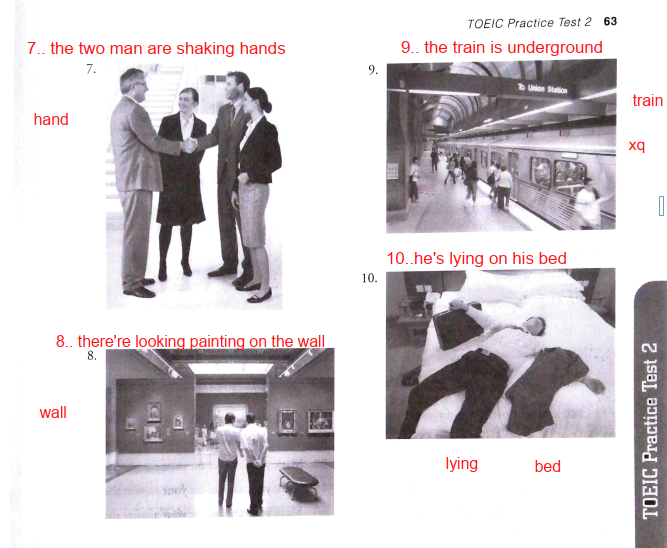 TOEIC Practice Test 2 63
7.. the two man are shaking hands
7.
hand
9.. the train is underground
9.
To Union Station
train
xq
8.. there're looking painting on the wall
8.
wall
10..he's lying on his bed
10.
lying
bed
TOEIC Practice Test 2